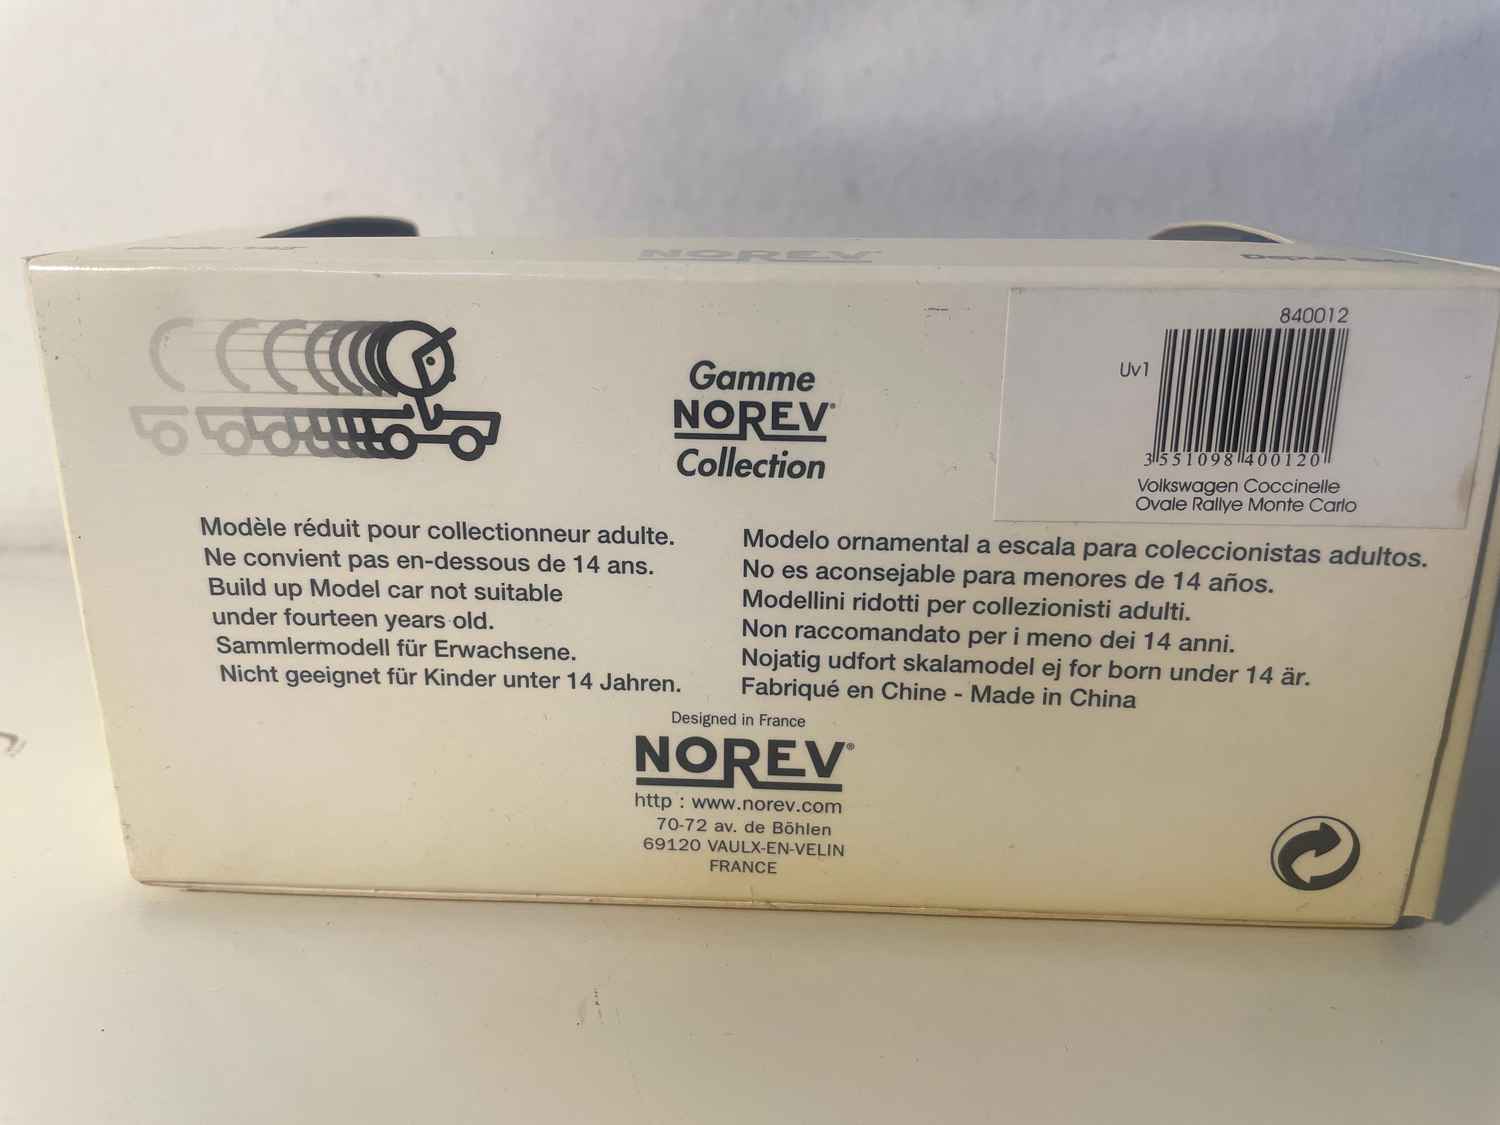 NOREV
840012
Uv1
3 551098 400120
Volkswagen Coccinelle
Ovale Rallye Monte Carlo
Gamme
NOREV®
Collection
Modèle réduit pour collectionneur adulte.
Ne convient pas en-dessous de 14 ans.
Build up Model car not suitable
under fourteen years old.
Sammlermodell für Erwachsene.
Nicht geeignet für Kinder unter 14 Jahren.
Modelo ornamental a escala para coleccionistas adultos.
No es aconsejable para menores de 14 años.
Modellini ridotti per collezionisti adulti.
Non raccomandato per i meno dei 14 anni.
Nojatig udfort skalamodel ej for born under 14 är.
Fabriqué en Chine - Made in China
Designed in France
NOREV®
http : www.norev.com
70-72 av. de Böhlen
69120 VAULX-EN-VELIN
FRANCE